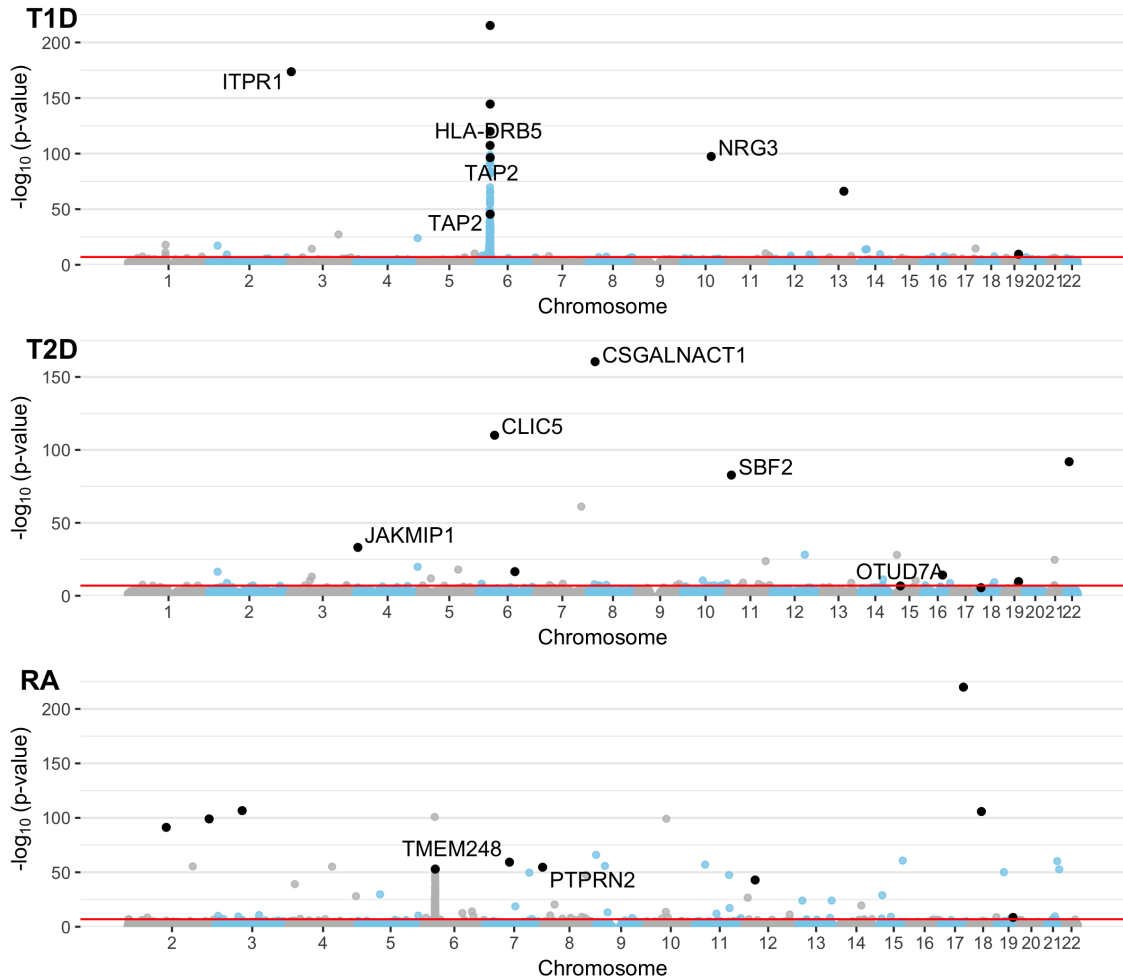 T1D
-log10 (p-value)
200
150
100
50
0
ITPR1
HLA-DRB5
TAP2
TAP2
NRG3
1 2 3 4 5 6 7 8 9 10 11 12 13 14 15 16 17 18 19 20 21 22
Chromosome
T2D
-log10 (p-value)
150
100
50
0
CSGALNACT1
CLIC5
SBF2
JAKMIP1
OTUD7A
1 2 3 4 5 6 7 8 9 10 11 12 13 14 15 16 17 18 19 20 21 22
Chromosome
RA
-log10 (p-value)
200
150
100
50
0
TMEM248
PTPRN2
2 3 4 5 6 7 8 9 10 11 12 13 14 15 16 17 18 19 20 21 22
Chromosome